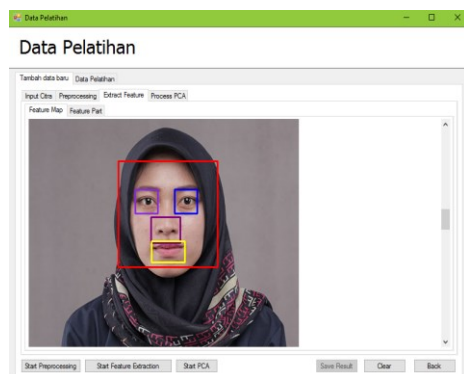 Data Pelatihan
Data Pelatihan
Tambah data baru Data Pelatihan
Input Citra Preprocessing Extract Feature Process PCA
Feature Map Feature Part
Start Preprocessing Start Feature Extraction Start PCA Save Result Clear Back